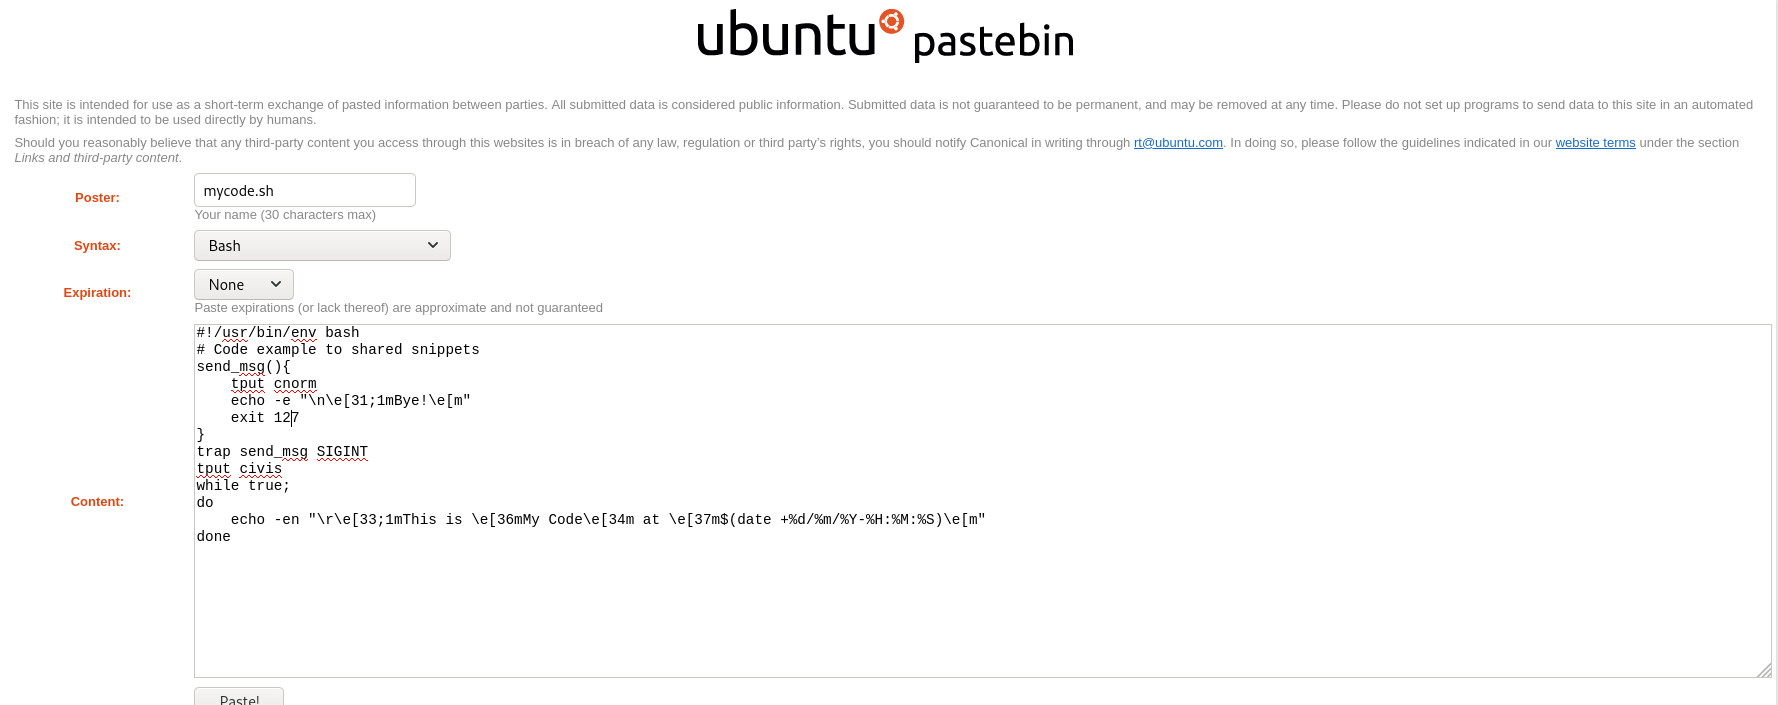 ubuntu pastebin
This site is intended for use as a short-term exchange of pasted information between parties. All submitted data is considered public information. Submitted data is not guaranteed to be permanent, and may be removed at any time. Please do not set up programs to send data to this site in an automated
fashion; it is intended to be used directly by humans.
Should you reasonably believe that any third-party content you access through this websites is in breach of any law, regulation or third party's rights, you should notify Canonical in writing through rt@ubuntu.com. In doing so, please follow the guidelines indicated in our website terms under the section
Links and third-party content.
Poster: mycode.sh
Your name (30 characters max)
Syntax: Bash
Expiration: None
Paste expirations (or lack thereof) are approximate and not guaranteed
Content:
#!/usr/bin/env bash
# Code example to shared snippets
send_msg(){
    tput cnorm
    echo -e "\n\e[31;1mBye!\e[m"
    exit 127
}
trap send_msg SIGINT
tput civis
while true;
do
    echo -en "\r\e[33;1mThis is \e[36mMy Code\e[34m at \e[37m$(date +%d/%m/%Y-%H:%M:%S)\e[m"
done
Paste!